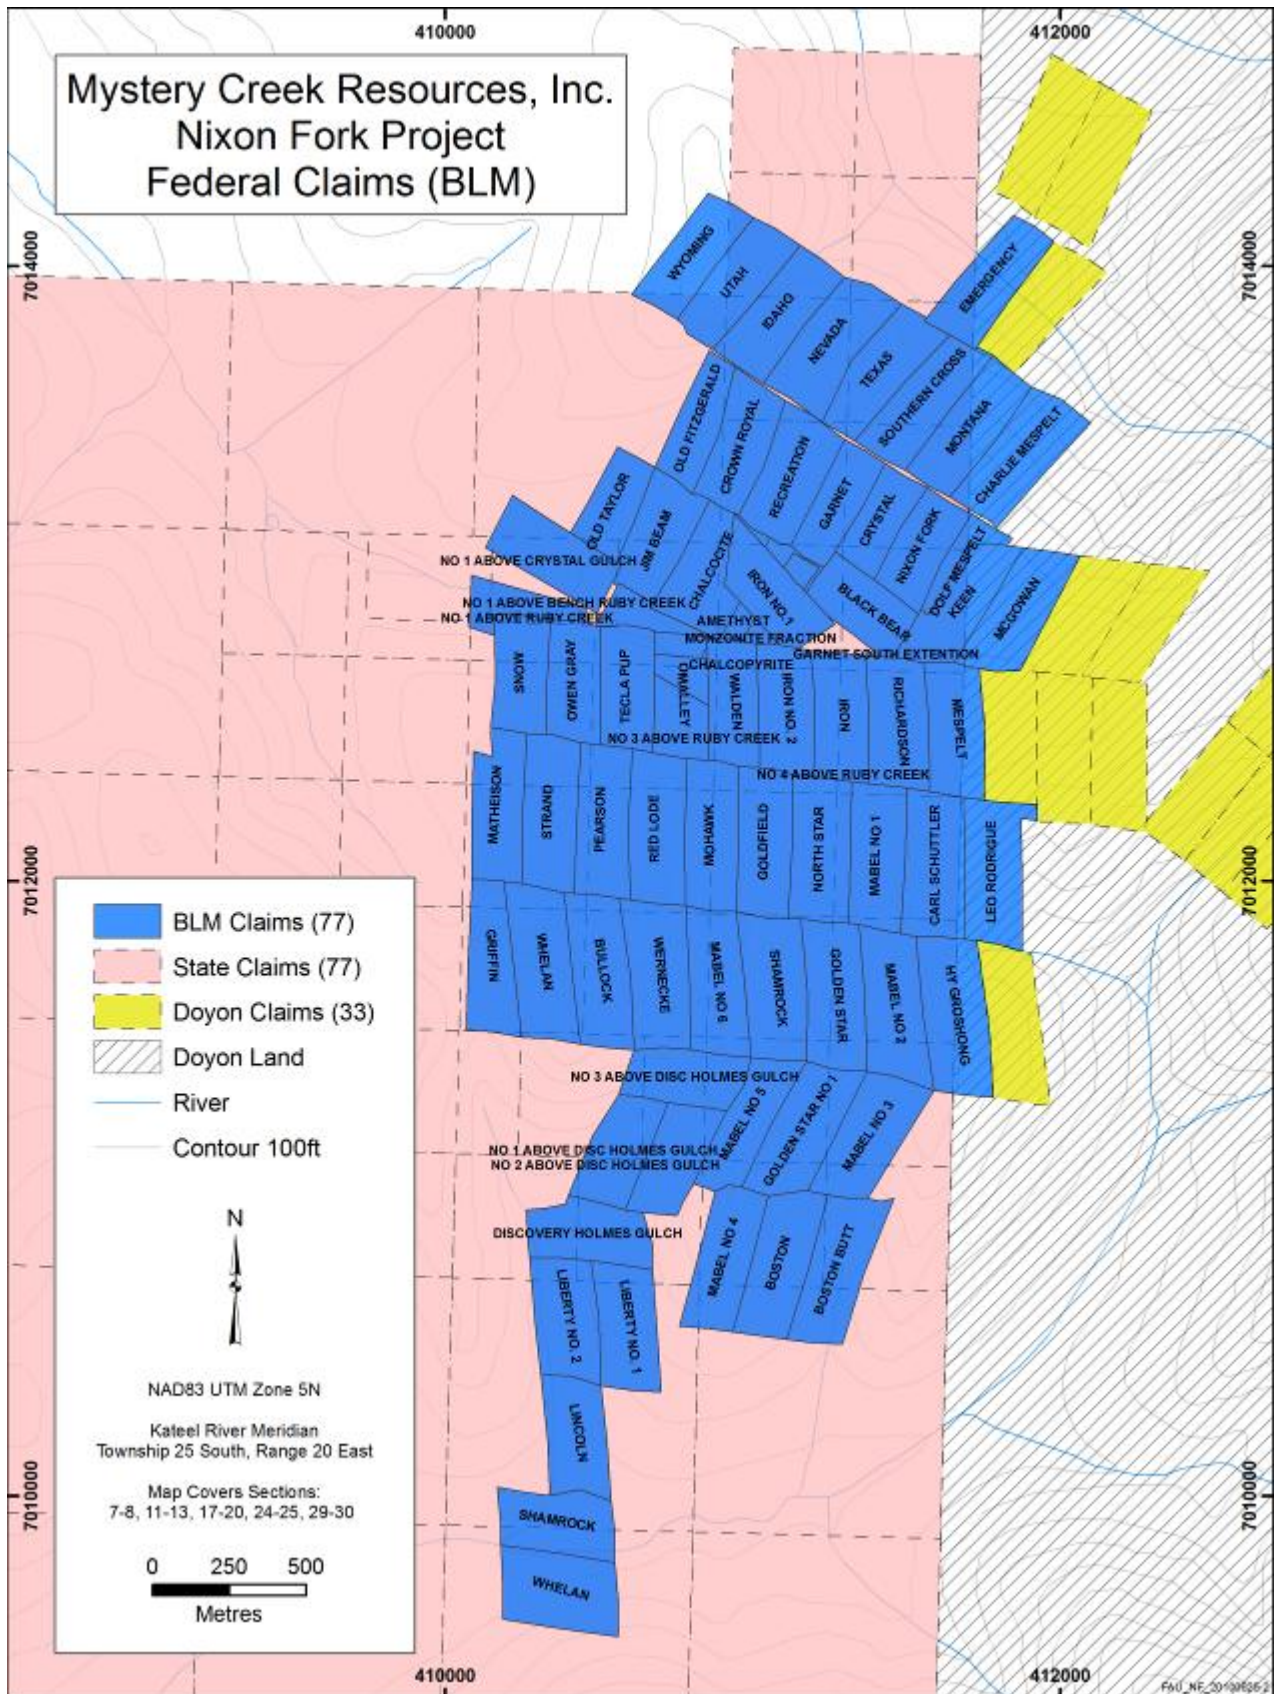 410000
412000
Mystery Creek Resources, Inc.
Nixon Fork Project
Federal Claims (BLM)
7014000
7014000
WYOMING
UTAH
IDAHO
NEVADA
TEXAS
SOUTHERN CROSS
MONTANA
CHARLIE MESPELT
EMERGENCY
OLD FITZGERALD
CROWN ROYAL
RECREATION
GARNET
CRYSTAL
NIXON FORK
DOLF MESPELT
KEEN
MCGOWAN
OLD TAYLOR
JIM BEAM
CHALCOCITE
IRON NO.1
BLACK BEAR
NO 1 ABOVE CRYSTAL GULCH
NO 1 ABOVE BENCH RUBY CREEK
NO 1 ABOVE RUBY CREEK
AMETHYST
MONZONITE FRACTION
GARNET SOUTH EXTENTION
CHALCOPYRITE
SNOW
OWEN GRAY
TECLA PUP
OMALLEY
WALDEN
IRON NO. 2
IRON
RICHARDSON
MESPELT
NO 3 ABOVE RUBY CREEK
NO 4 ABOVE RUBY CREEK
MATHEISON
STRAND
PEARSON
RED LODE
MOHAWK
GOLDFIELD
NORTH STAR
MABEL NO 1
CARL SCHUTTLER
LEO RODRIGUE
7012000
7012000
GRIFFIN
WHELAN
BULLOCK
WERNECKE
MABEL NO 6
SHAMROCK
GOLDEN STAR
MABEL NO 2
HY GROSHONG
NO 3 ABOVE DISC HOLMES GULCH
MABEL NO 5
GOLDEN STAR NO 1
MABEL NO 3
NO 1 ABOVE DISC HOLMES GULCH
NO 2 ABOVE DISC HOLMES GULCH
DISCOVERY HOLMES GULCH
MABEL NO 4
BOSTON
BOSTON BUTT
LIBERTY NO. 2
LIBERTY NO. 1
LINCOLN
SHAMROCK
WHELAN
BLM Claims (77)
State Claims (77)
Doyon Claims (33)
Doyon Land
River
Contour 100ft
N
NAD83 UTM Zone 5N
Kateel River Meridian
Township 25 South, Range 20 East
Map Covers Sections:
7-8, 11-13, 17-20, 24-25, 29-30
0 250 500
Metres
7010000
7010000
410000
412000